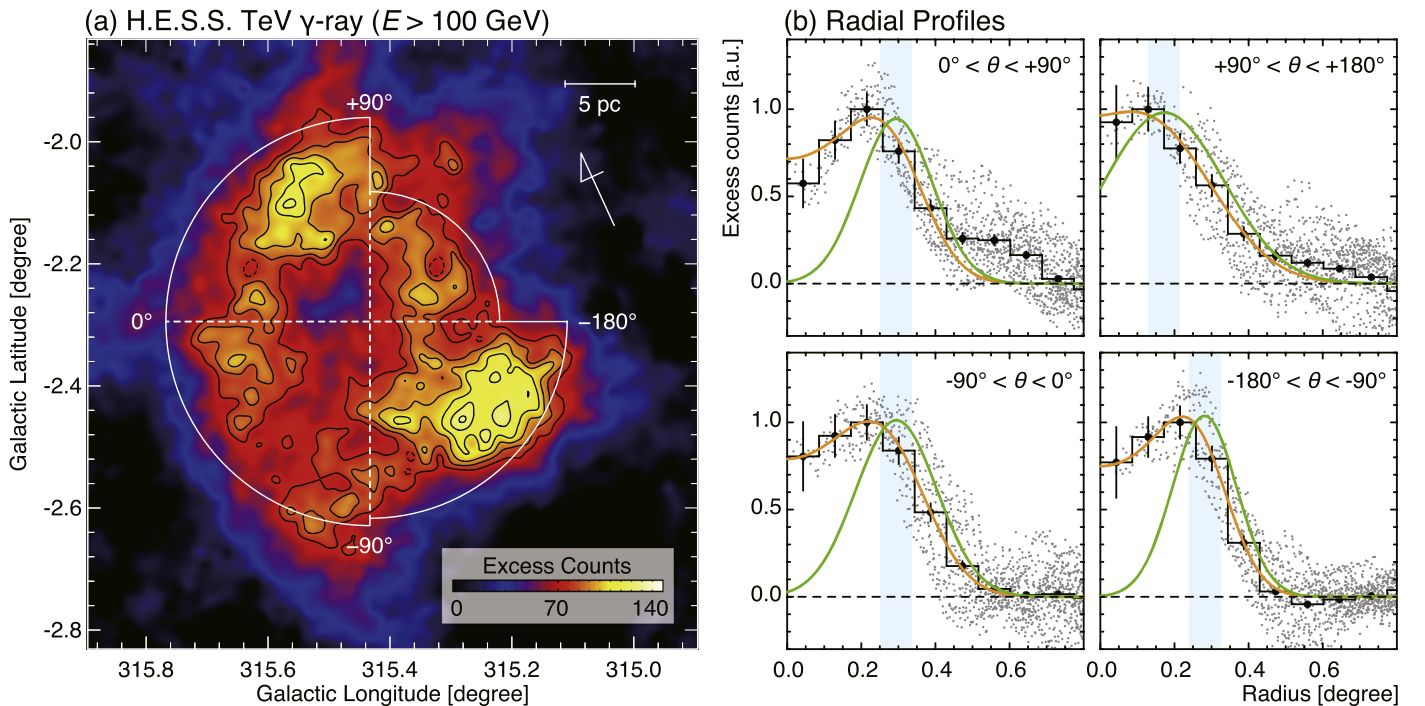 (a) H.E.S.S. TeV γ-ray (E > 100 GeV)
5 pc
+90°
0°
−180°
−90°
Excess Counts
0 70 140
-2.0
-2.2
-2.4
-2.6
-2.8
Galactic Latitude [degree]
315.8 315.6 315.4 315.2 315.0
Galactic Longitude [degree]
(b) Radial Profiles
0° < θ < +90°
+90° < θ < +180°
1.0
0.5
0.0
Excess counts [a.u.]
-90° < θ < 0°
-180° < θ < -90°
1.0
0.5
0.0
0.0 0.2 0.4 0.6
0.0 0.2 0.4 0.6
Radius [degree]